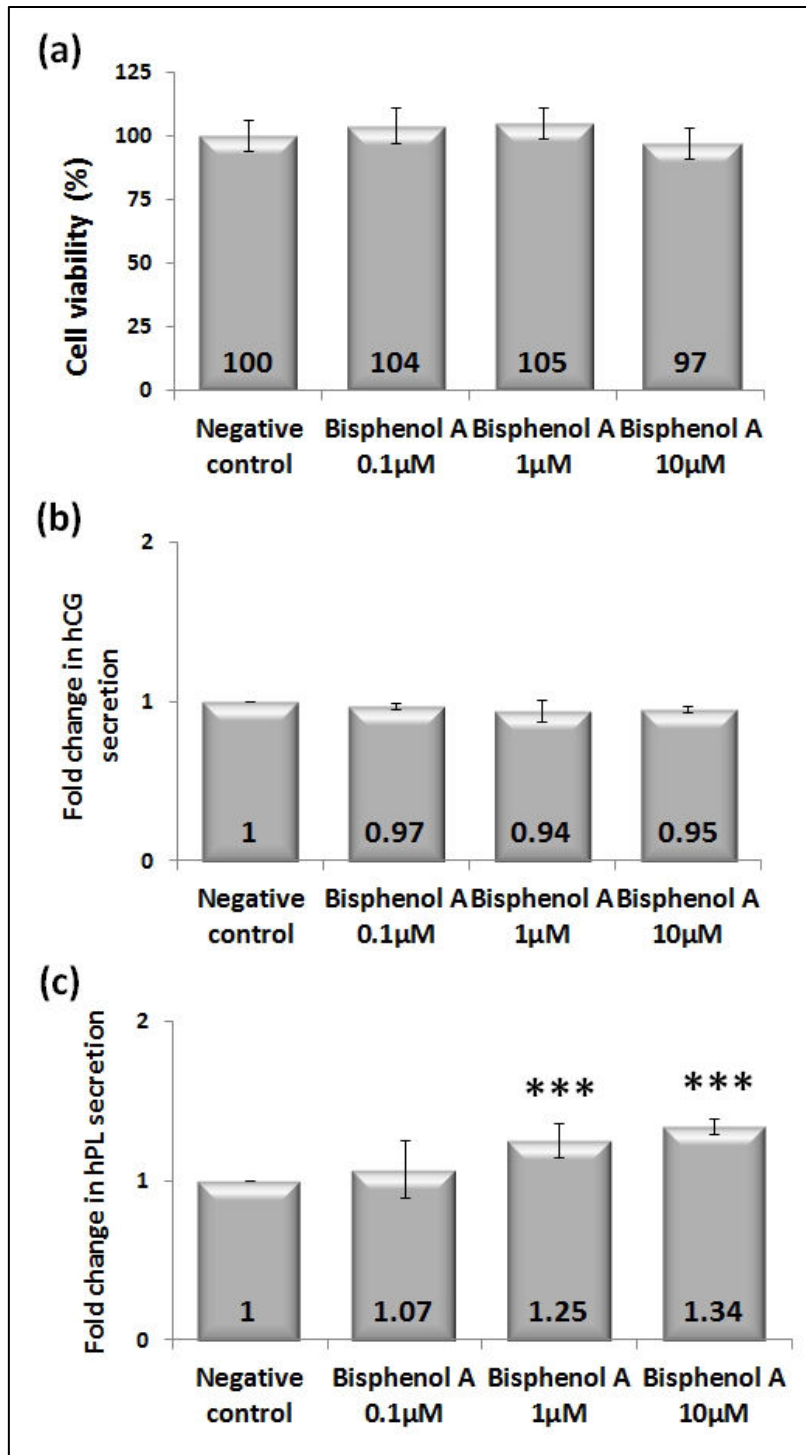 (a)
Cell viability (%)
125
100
75
50
25
0
100 104 105 97
Negative control
Bisphenol A 0.1µM
Bisphenol A 1µM
Bisphenol A 10µM
(b)
Fold change in hCG
secretion
2
1
0
1 0.97 0.94 0.95
Negative control
Bisphenol A 0.1µM
Bisphenol A 1µM
Bisphenol A 10µM
(c)
Fold change in hPL secretion
2
1
0
*** ***
1 1.07 1.25 1.34
Negative control
Bisphenol A 0.1µM
Bisphenol A 1µM
Bisphenol A 10µM